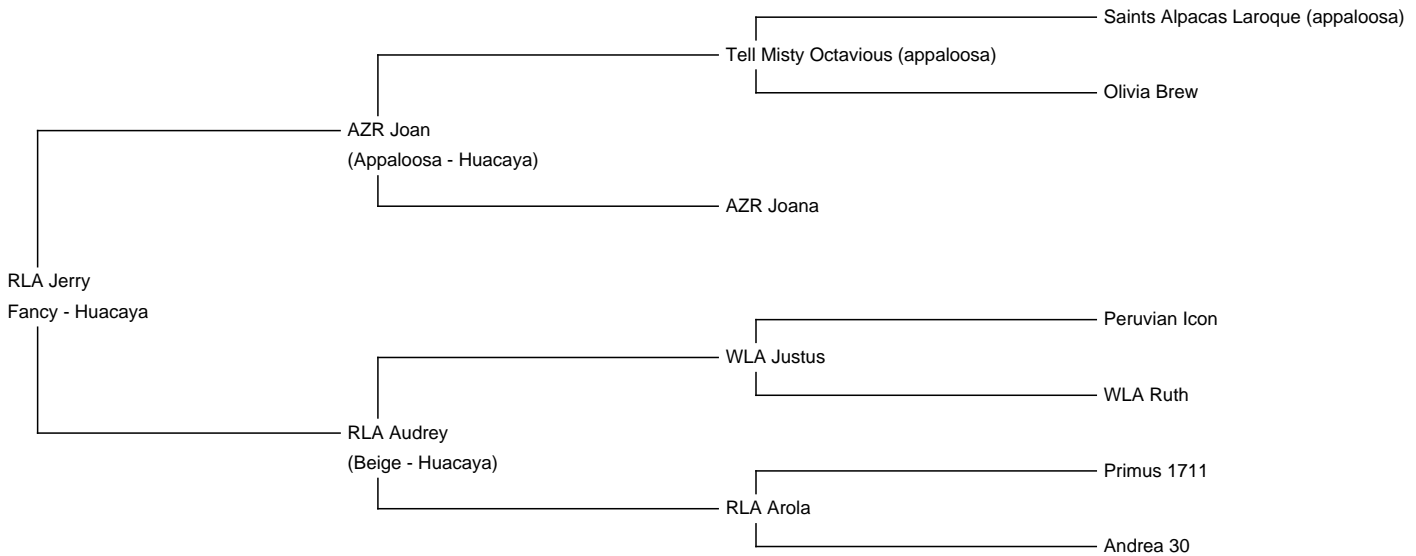 Saints Alpacas Laroque (appaloosa)
Tell Misty Octavious (appaloosa)
Olivia Brew
AZR Joan
(Appaloosa - Huacaya)
AZR Joana
RLA Jerry
Fancy - Huacaya
Peruvian Icon
WLA Justus
WLA Ruth
RLA Audrey
(Beige - Huacaya)
Primus 1711
RLA Arola
Andrea 30